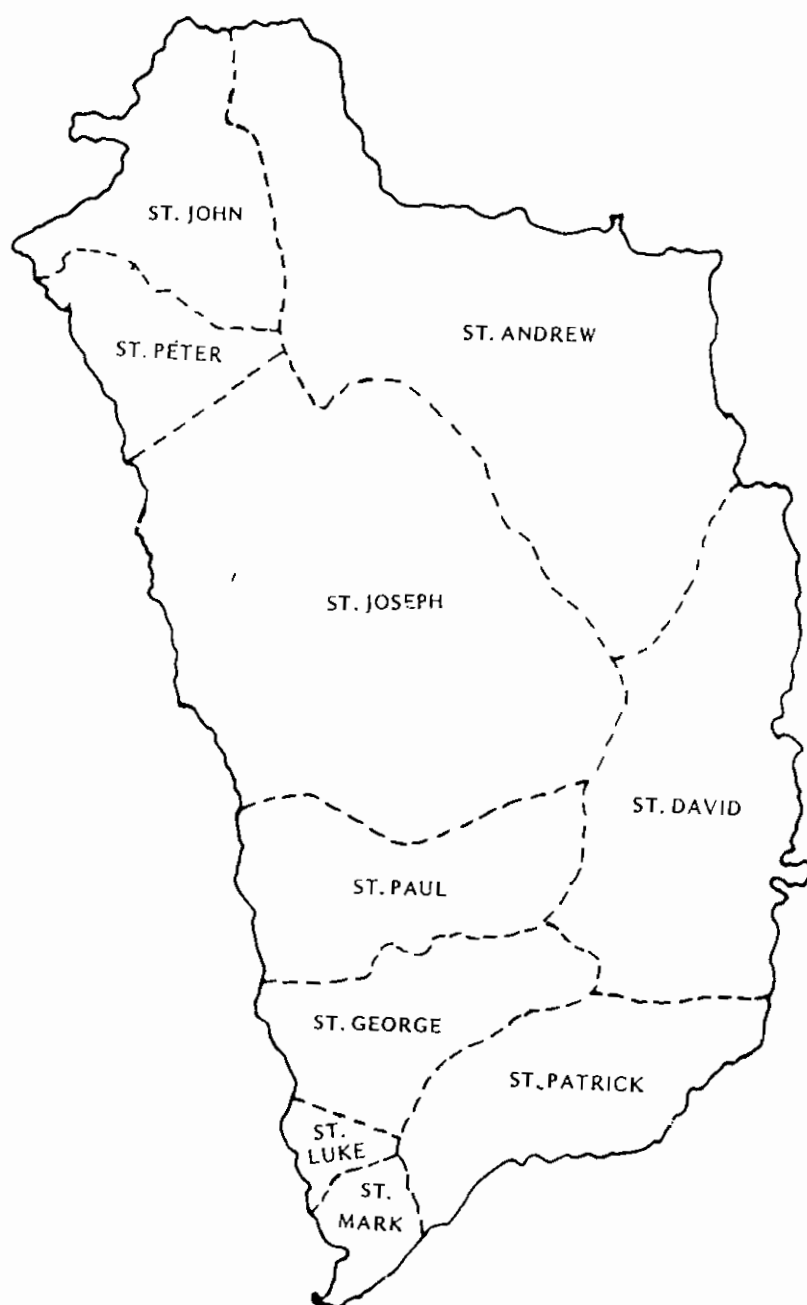 ST. JOHN
ST. ANDREW
ST. PETER
ST. JOSEPH
ST. DAVID
ST. PAUL
ST. GEORGE
ST. PATRICK
ST.
LUKE
ST.
MARK